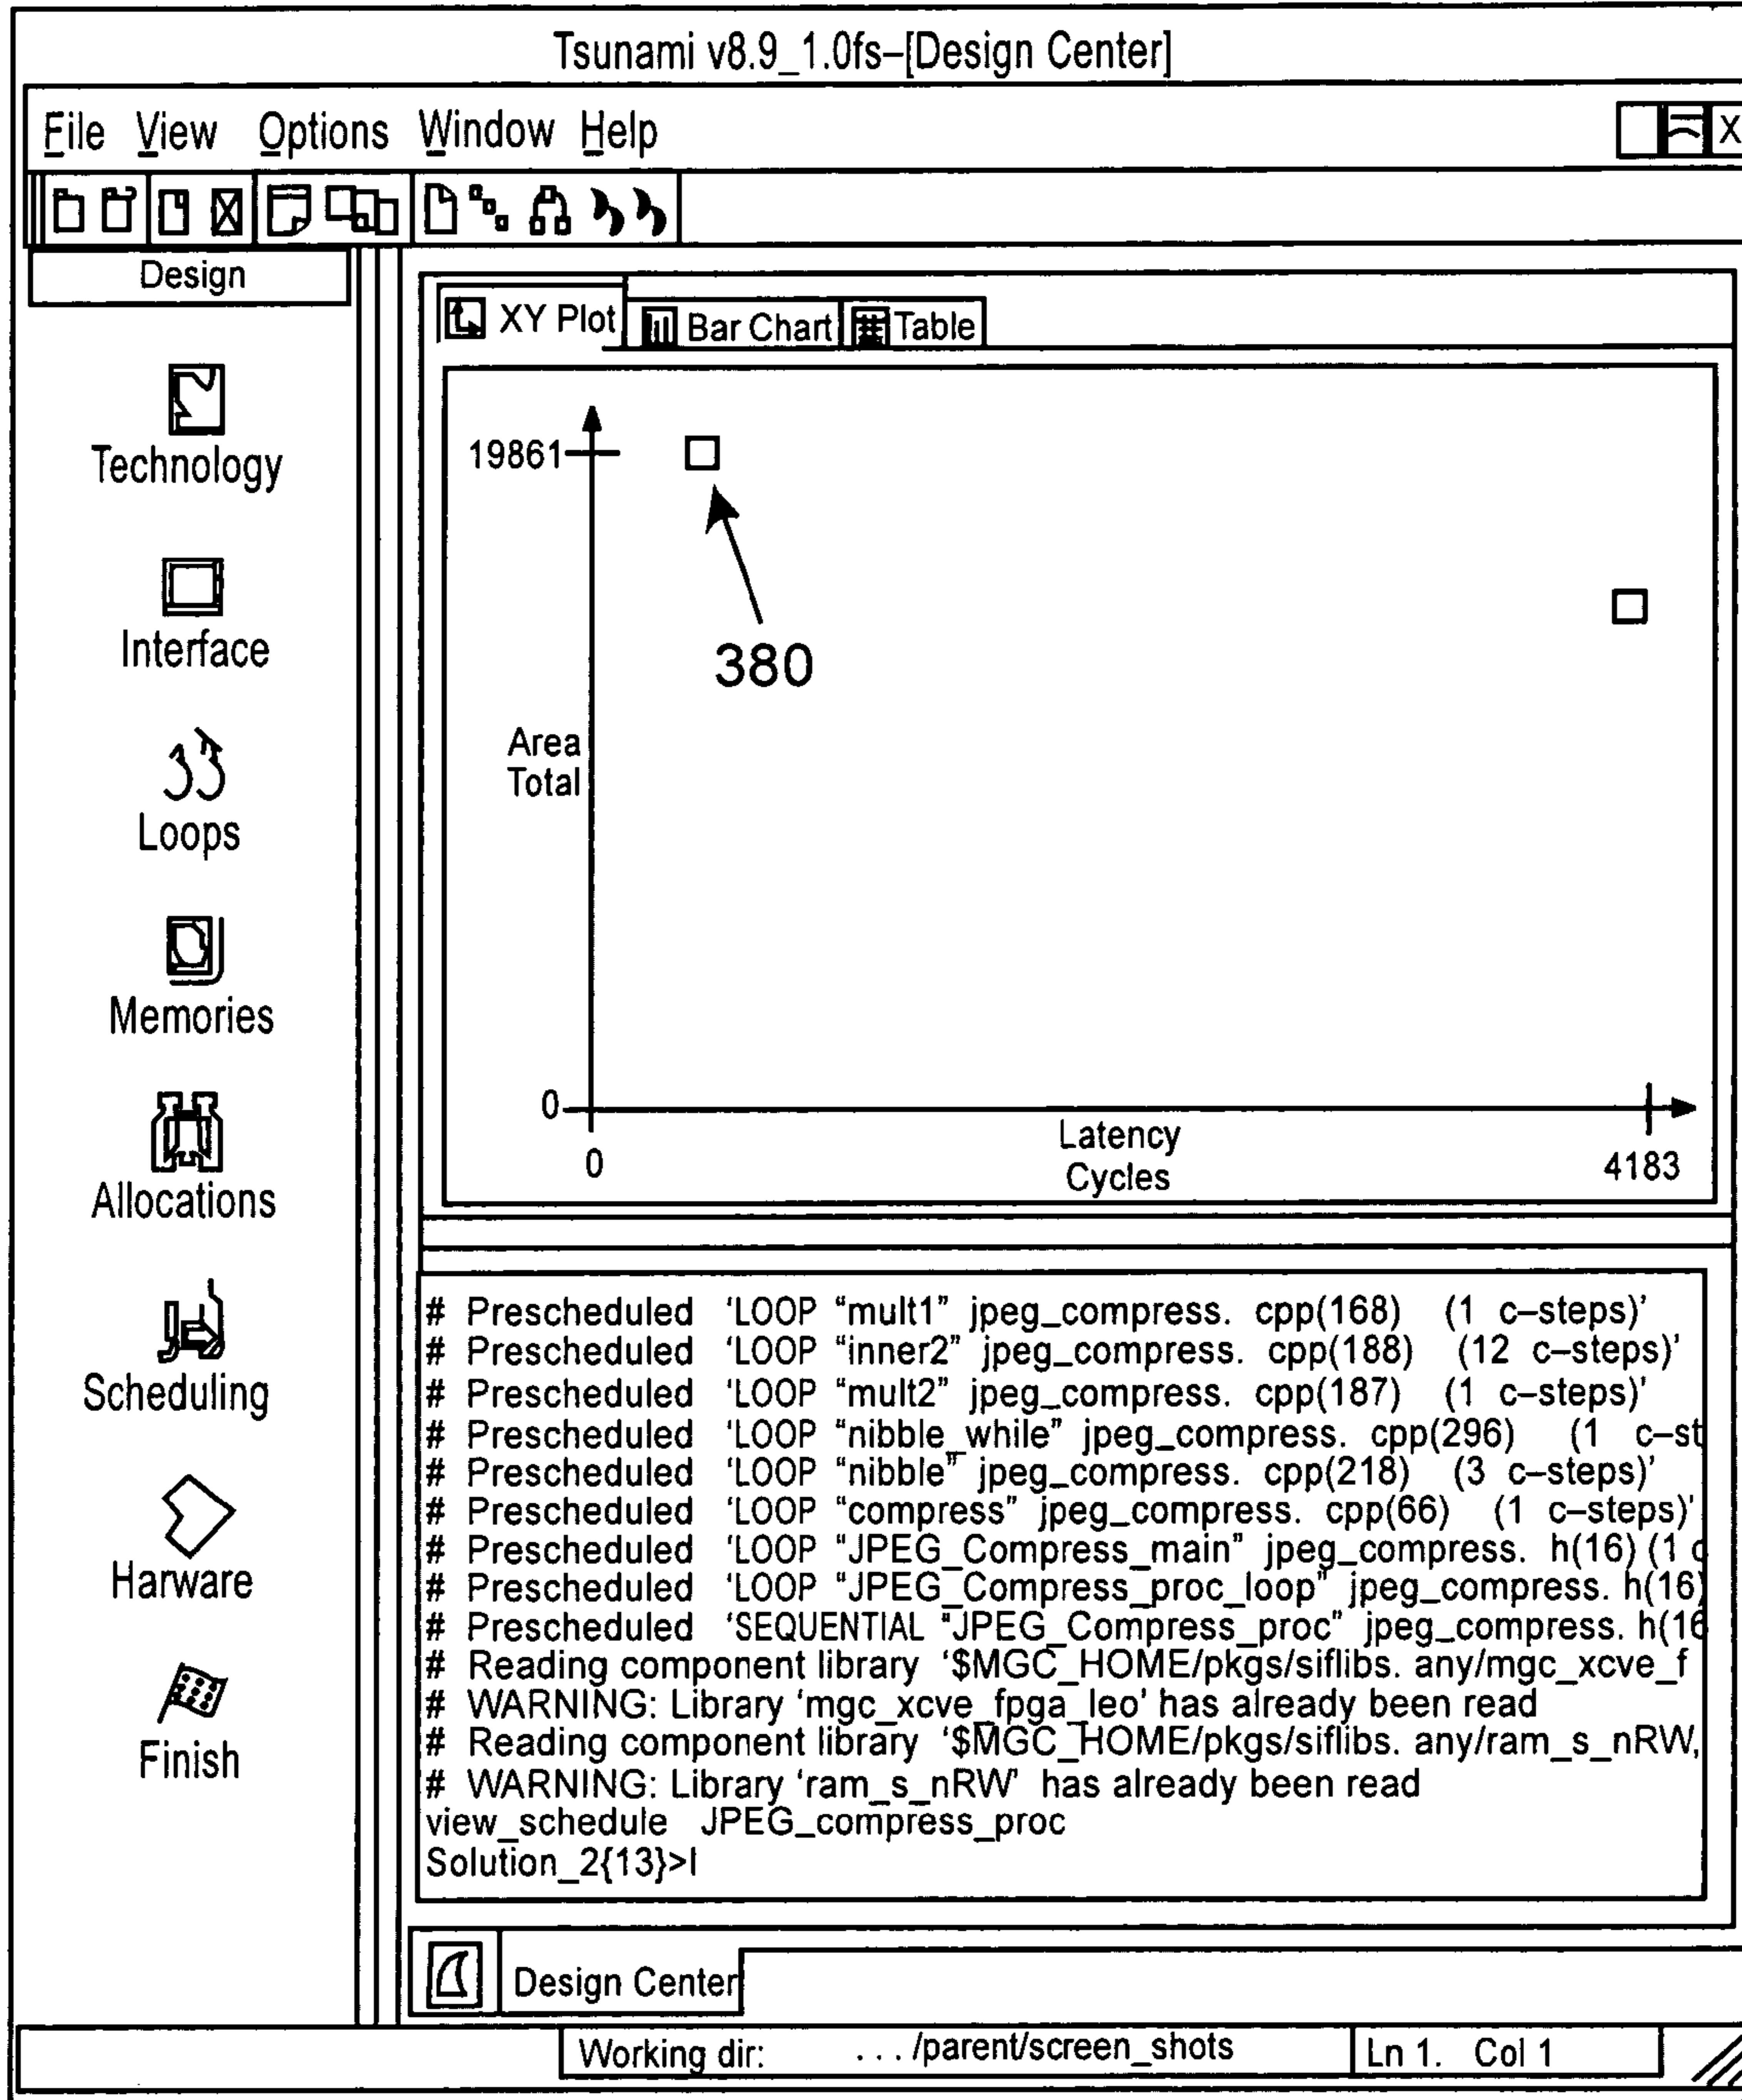 Tsunami v8.9_1.0fs–[Design Center]
File View Options Window Help
X
Design
Technology
Interface
Loops
Memories
Allocations
Scheduling
Harware
Finish
XY Plot Bar Chart Table
19861
380
Area
Total
0
0
Latency
Cycles
4183
# Prescheduled 'LOOP “mult1” jpeg_compress. cpp(168) (1 c–steps)'
# Prescheduled 'LOOP “inner2” jpeg_compress. cpp(188) (12 c–steps)'
# Prescheduled 'LOOP “mult2” jpeg_compress. cpp(187) (1 c–steps)'
# Prescheduled 'LOOP “nibble_while” jpeg_compress. cpp(296) (1 c–st
# Prescheduled 'LOOP “nibble” jpeg_compress. cpp(218) (3 c–steps)'
# Prescheduled 'LOOP “compress” jpeg_compress. cpp(66) (1 c–steps)'
# Prescheduled 'LOOP “JPEG_Compress_main” jpeg_compress. h(16) (1 c
# Prescheduled 'LOOP “JPEG_Compress_proc_loop” jpeg_compress. h(16)
# Prescheduled 'SEQUENTIAL “JPEG_Compress_proc” jpeg_compress. h(16
# Reading component library '$MGC_HOME/pkgs/siflibs. any/mgc_xcve_f
# WARNING: Library 'mgc_xcve_fpga_leo' has already been read
# Reading component library '$MGC_HOME/pkgs/siflibs. any/ram_s_nRW,
# WARNING: Library 'ram_s_nRW' has already been read
view_schedule JPEG_compress_proc
Solution_2{13}>l
Design Center
Working dir: . . . /parent/screen_shots
Ln 1. Col 1